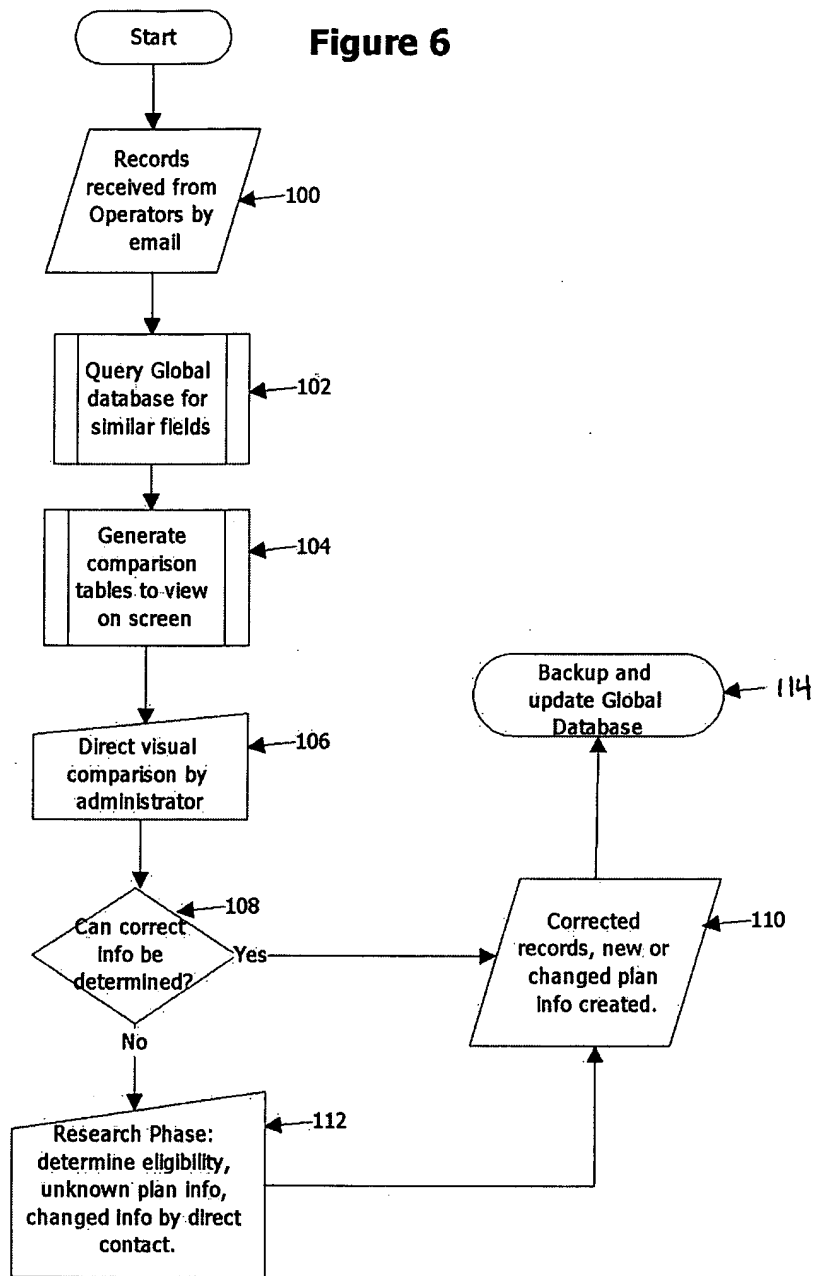 Figure 6
Start
Records
received from
Operators by
email
100
Query Global
database for
similar fields
102
Generate
comparison
tables to view
on screen
104
Direct visual
comparison by
administrator
106
Can correct
info be
determined?
108
Yes
No
Research Phase:
determine eligibility,
unknown plan info,
changed info by direct
contact.
112
Corrected
records, new or
changed plan
info created.
110
Backup and
update Global
Database
114